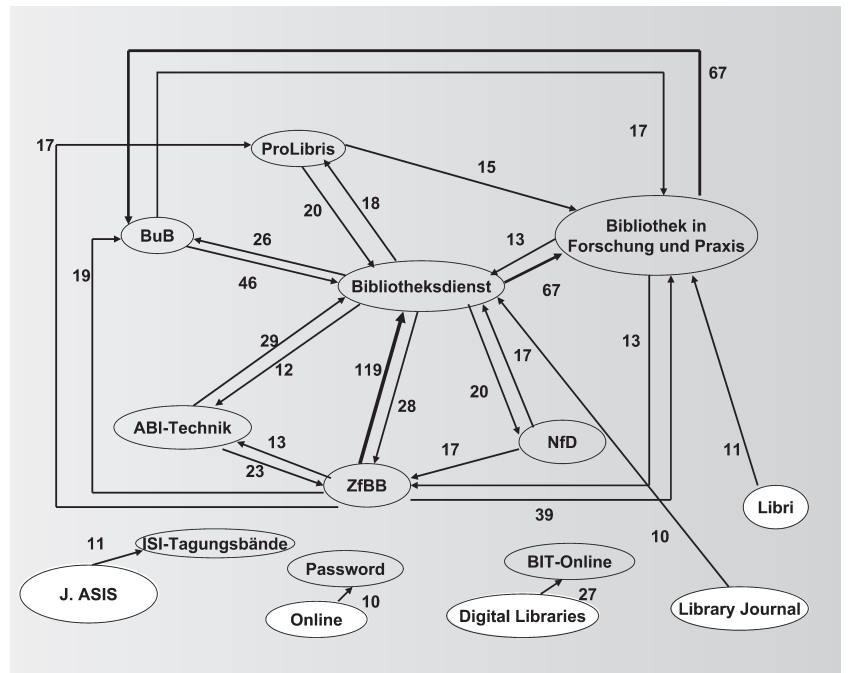 67
17
17
ProLibris
15
20
18
Bibliothek in
Forschung und Praxis
BuB
26
13
19
46
Bibliotheksdienst
67
29
12
119
28
20
17
13
ABI-Technik
13
23
17
NfD
ZfBB
39
11
Libri
10
11
ISI-Tagungsbände
J. ASIS
Password
10
Online
BIT-Online
27
Digital Libraries
Library Journal